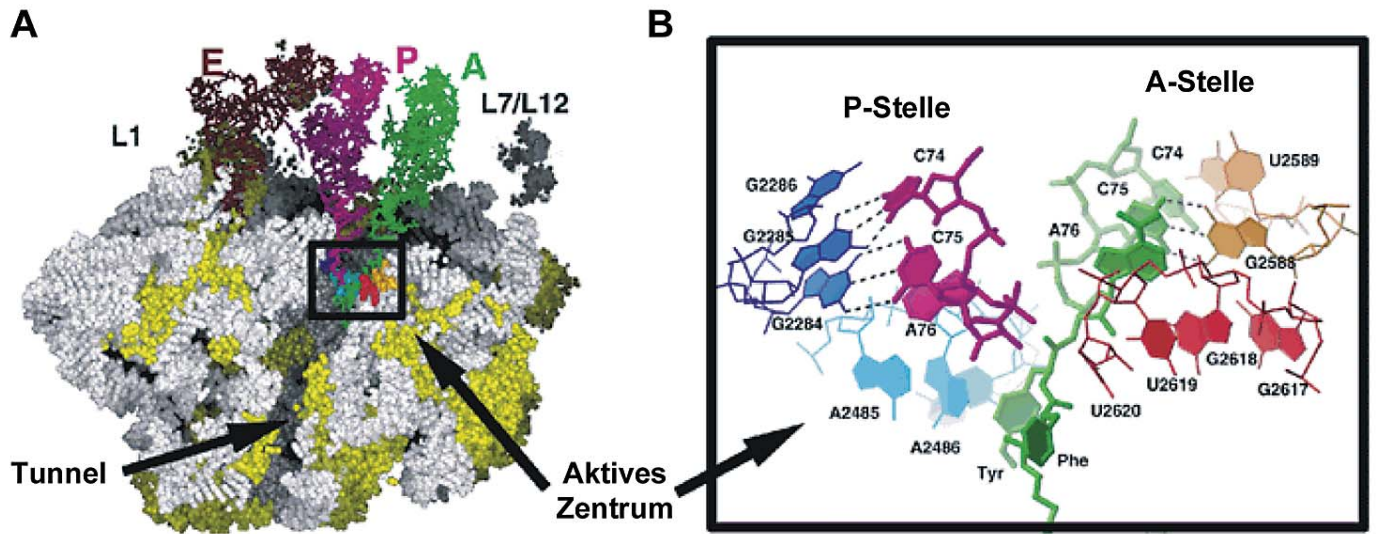 A
E
P
A
L7/L12
L1
Tunnel
Aktives
Zentrum
B
P-Stelle
A-Stelle
C74
C74
U2589
G2286
C75
G2285
C75
A76
G2588
G2284
A76
G2618
U2619
G2617
A2485
U2620
A2486
Phe
Tyr